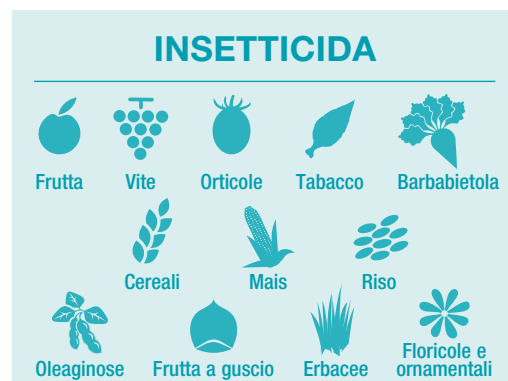 INSETTICIDA
Frutta Vite Orticole Tabacco Barbabietola
Cereali Mais Riso
Oleaginose Frutta a guscio Erbacee Floricole e
ornamentali